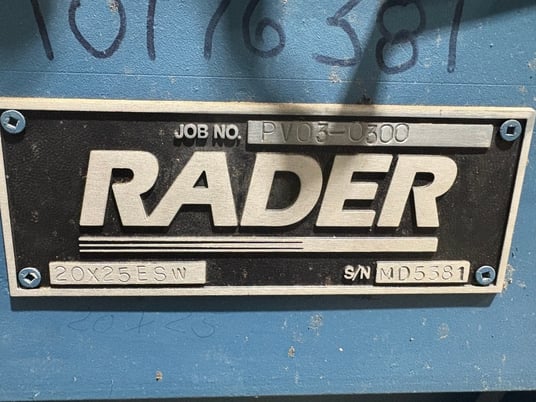 10176381
JOB NO. PV03-0300
RADER
20X25ESW S/N MD5381
20x25